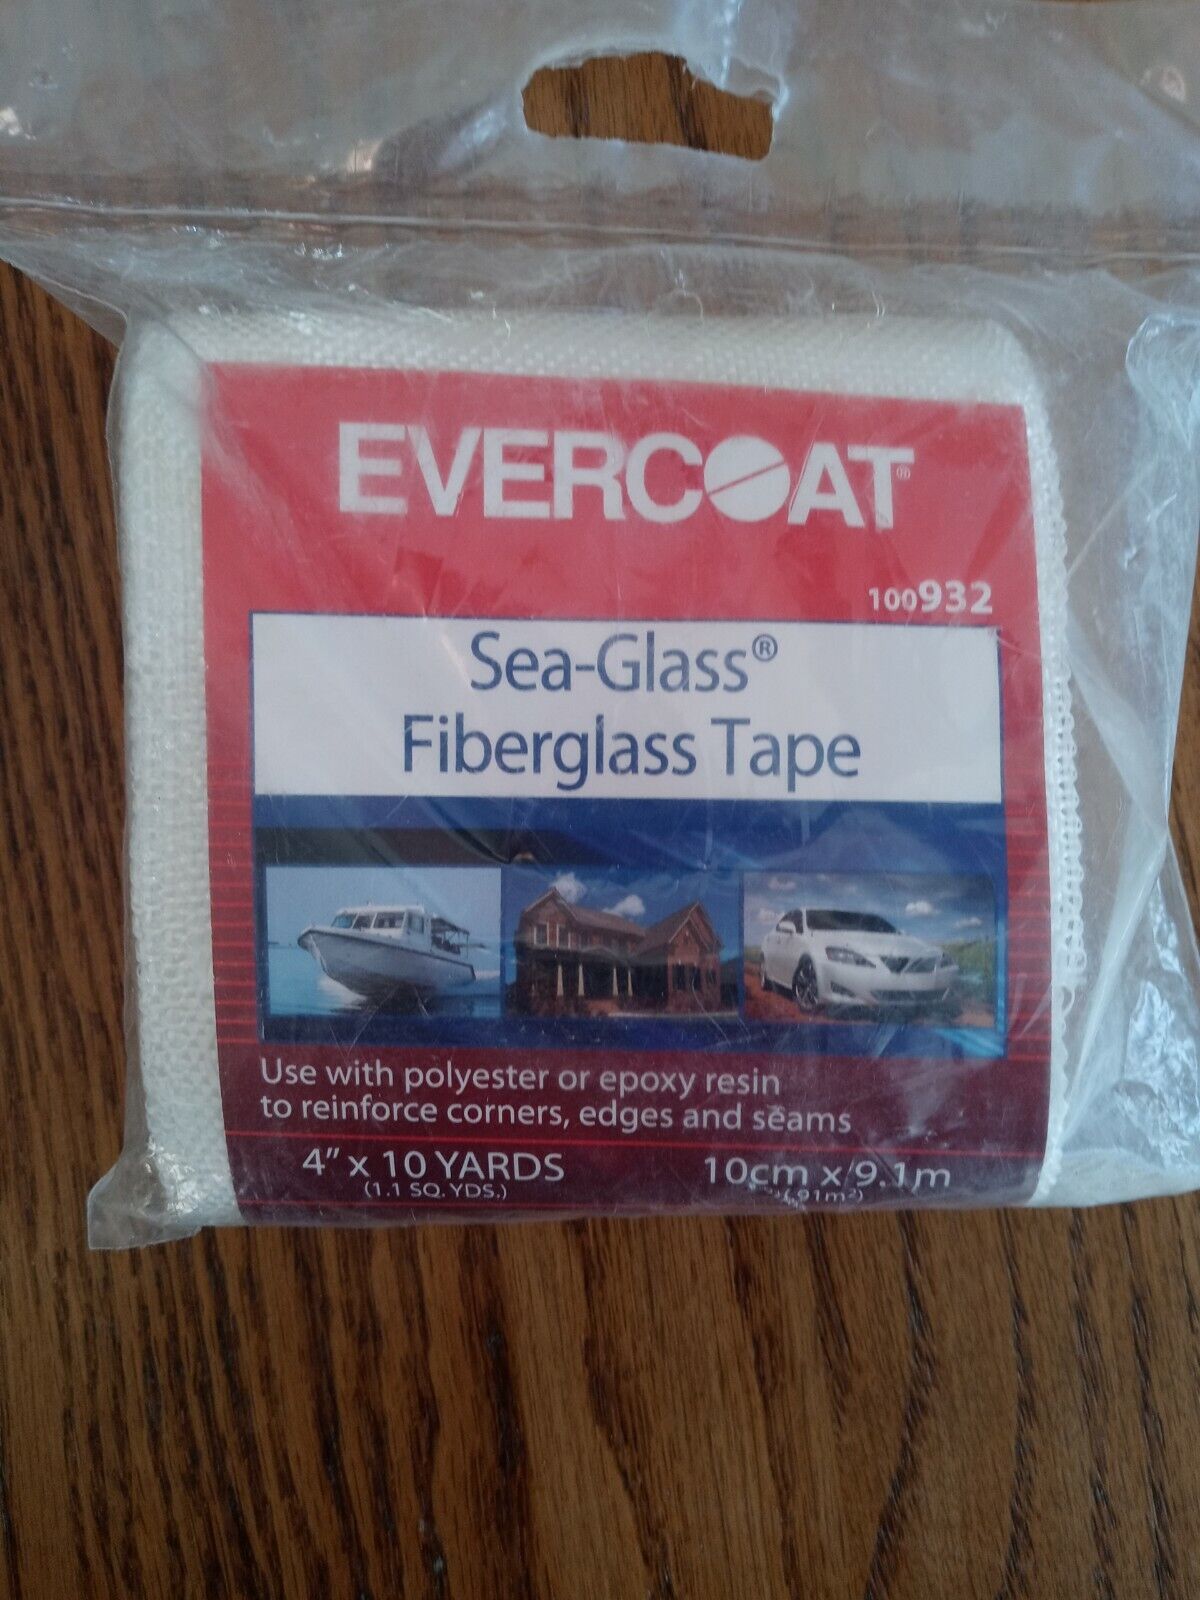 EVERCOAT®
100932
Sea-Glass®
Fiberglass Tape
Use with polyester or epoxy resin
to reinforce corners, edges and seams
4" x 10 YARDS 10cm x 9.1m
(1.1 SQ. YDS.) (.91m²)